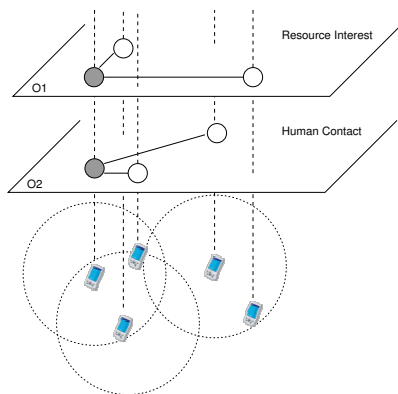 Resource Interest
O1
Human Contact
O2